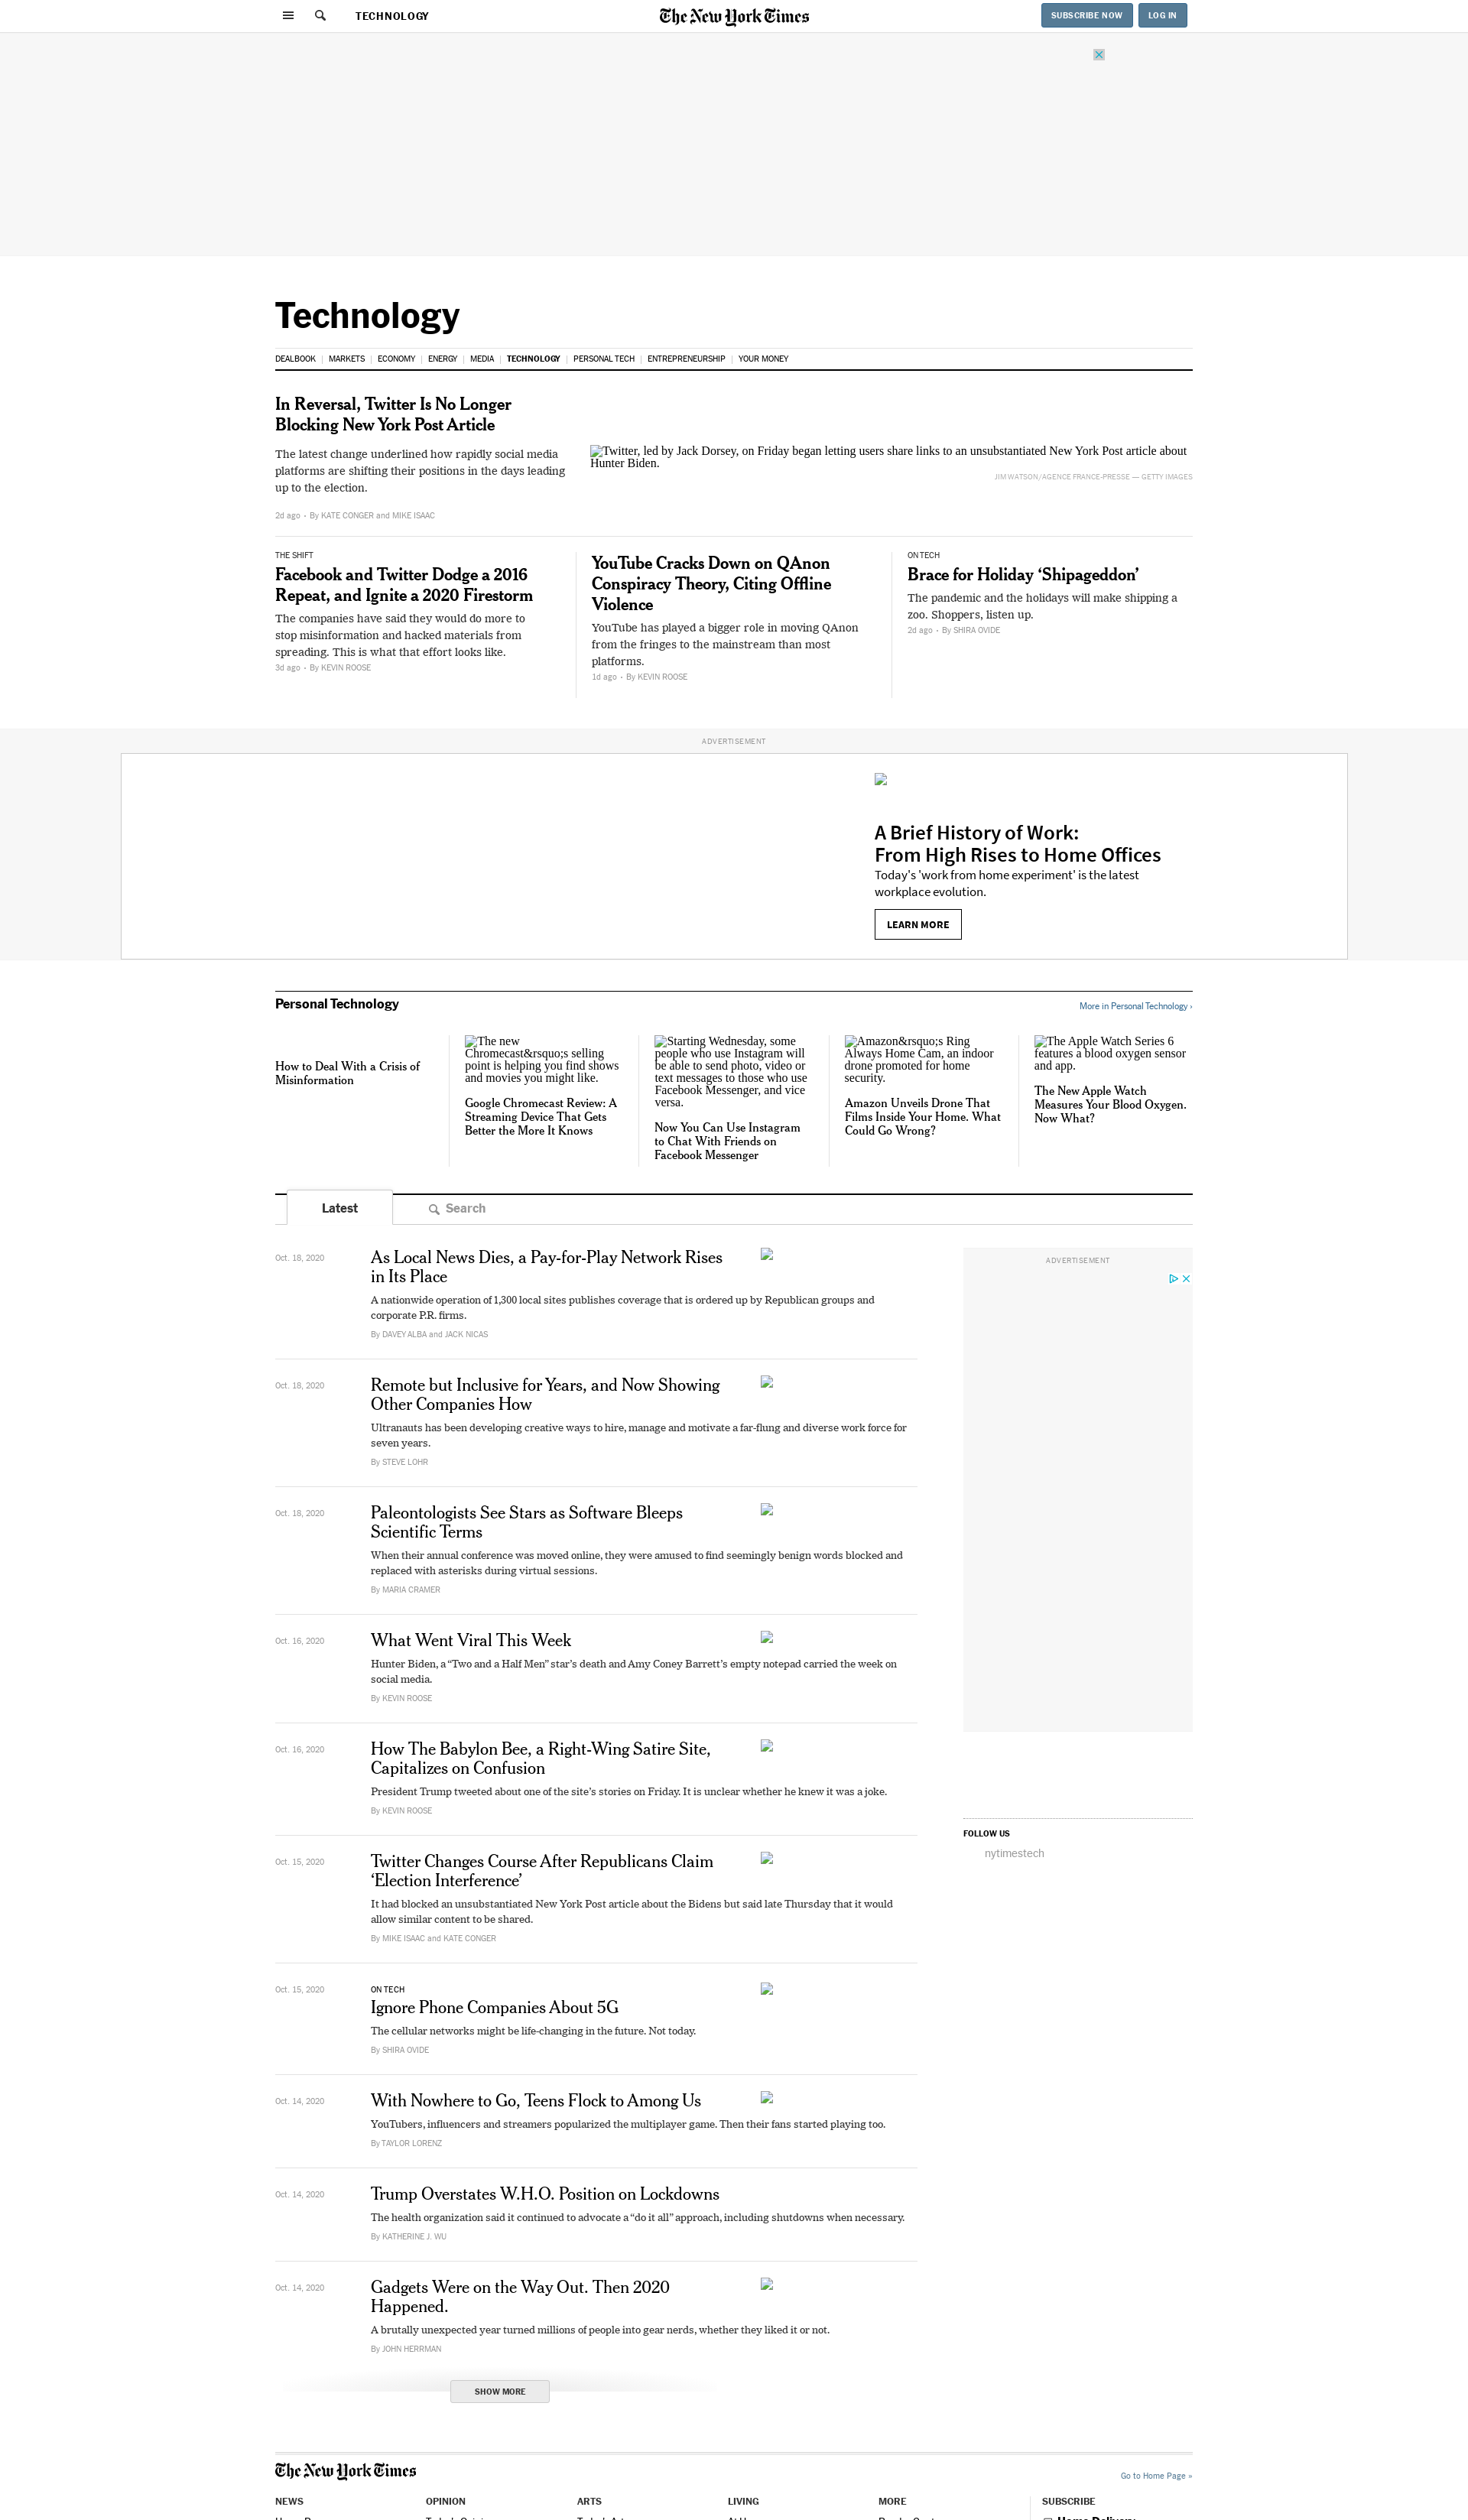 TECHNOLOGY
The New York Times
SUBSCRIBE NOW
LOG IN
Technology
DEALBOOK
MARKETS
ECONOMY
ENERGY
MEDIA
TECHNOLOGY
PERSONAL TECH
ENTREPRENEURSHIP
YOUR MONEY
In Reversal, Twitter Is No Longer
Blocking New York Post Article
The latest change underlined how rapidly social media
platforms are shifting their positions in the days leading
up to the election.
2d ago • By KATE CONGER and MIKE ISAAC
Twitter, led by Jack Dorsey, on Friday began letting users share links to an unsubstantiated New York Post article about
Hunter Biden.
JIM WATSON/AGENCE FRANCE-PRESSE — GETTY IMAGES
THE SHIFT
Facebook and Twitter Dodge a 2016
Repeat, and Ignite a 2020 Firestorm
The companies have said they would do more to
stop misinformation and hacked materials from
spreading. This is what that effort looks like.
3d ago • By KEVIN ROOSE
YouTube Cracks Down on QAnon
Conspiracy Theory, Citing Offline
Violence
YouTube has played a bigger role in moving QAnon
from the fringes to the mainstream than most
platforms.
1d ago • By KEVIN ROOSE
ON TECH
Brace for Holiday ‘Shipageddon’
The pandemic and the holidays will make shipping a
zoo. Shoppers, listen up.
2d ago • By SHIRA OVIDE
ADVERTISEMENT
A Brief History of Work:
From High Rises to Home Offices
Today's 'work from home experiment' is the latest
workplace evolution.
LEARN MORE
Personal Technology
More in Personal Technology ›
How to Deal With a Crisis of
Misinformation
The new
Chromecast&rsquo;s selling
point is helping you find shows
and movies you might like.
Google Chromecast Review: A
Streaming Device That Gets
Better the More It Knows
Starting Wednesday, some
people who use Instagram will
be able to send photo, video or
text messages to those who use
Facebook Messenger, and vice
versa.
Now You Can Use Instagram
to Chat With Friends on
Facebook Messenger
Amazon&rsquo;s Ring
Always Home Cam, an indoor
drone promoted for home
security.
Amazon Unveils Drone That
Films Inside Your Home. What
Could Go Wrong?
The Apple Watch Series 6
features a blood oxygen sensor
and app.
The New Apple Watch
Measures Your Blood Oxygen.
Now What?
Latest
Search
Oct. 18, 2020
As Local News Dies, a Pay-for-Play Network Rises
in Its Place
A nationwide operation of 1,300 local sites publishes coverage that is ordered up by Republican groups and
corporate P.R. firms.
By DAVEY ALBA and JACK NICAS
Oct. 18, 2020
Remote but Inclusive for Years, and Now Showing
Other Companies How
Ultranauts has been developing creative ways to hire, manage and motivate a far-flung and diverse work force for
seven years.
By STEVE LOHR
Oct. 18, 2020
Paleontologists See Stars as Software Bleeps
Scientific Terms
When their annual conference was moved online, they were amused to find seemingly benign words blocked and
replaced with asterisks during virtual sessions.
By MARIA CRAMER
Oct. 16, 2020
What Went Viral This Week
Hunter Biden, a “Two and a Half Men” star’s death and Amy Coney Barrett’s empty notepad carried the week on
social media.
By KEVIN ROOSE
Oct. 16, 2020
How The Babylon Bee, a Right-Wing Satire Site,
Capitalizes on Confusion
President Trump tweeted about one of the site’s stories on Friday. It is unclear whether he knew it was a joke.
By KEVIN ROOSE
Oct. 15, 2020
Twitter Changes Course After Republicans Claim
‘Election Interference’
It had blocked an unsubstantiated New York Post article about the Bidens but said late Thursday that it would
allow similar content to be shared.
By MIKE ISAAC and KATE CONGER
Oct. 15, 2020
ON TECH
Ignore Phone Companies About 5G
The cellular networks might be life-changing in the future. Not today.
By SHIRA OVIDE
Oct. 14, 2020
With Nowhere to Go, Teens Flock to Among Us
YouTubers, influencers and streamers popularized the multiplayer game. Then their fans started playing too.
By TAYLOR LORENZ
Oct. 14, 2020
Trump Overstates W.H.O. Position on Lockdowns
The health organization said it continued to advocate a “do it all” approach, including shutdowns when necessary.
By KATHERINE J. WU
Oct. 14, 2020
Gadgets Were on the Way Out. Then 2020
Happened.
A brutally unexpected year turned millions of people into gear nerds, whether they liked it or not.
By JOHN HERRMAN
SHOW MORE
ADVERTISEMENT
FOLLOW US
nytimestech
The New York Times
Go to Home Page »
NEWS
OPINION
ARTS
LIVING
MORE
SUBSCRIBE